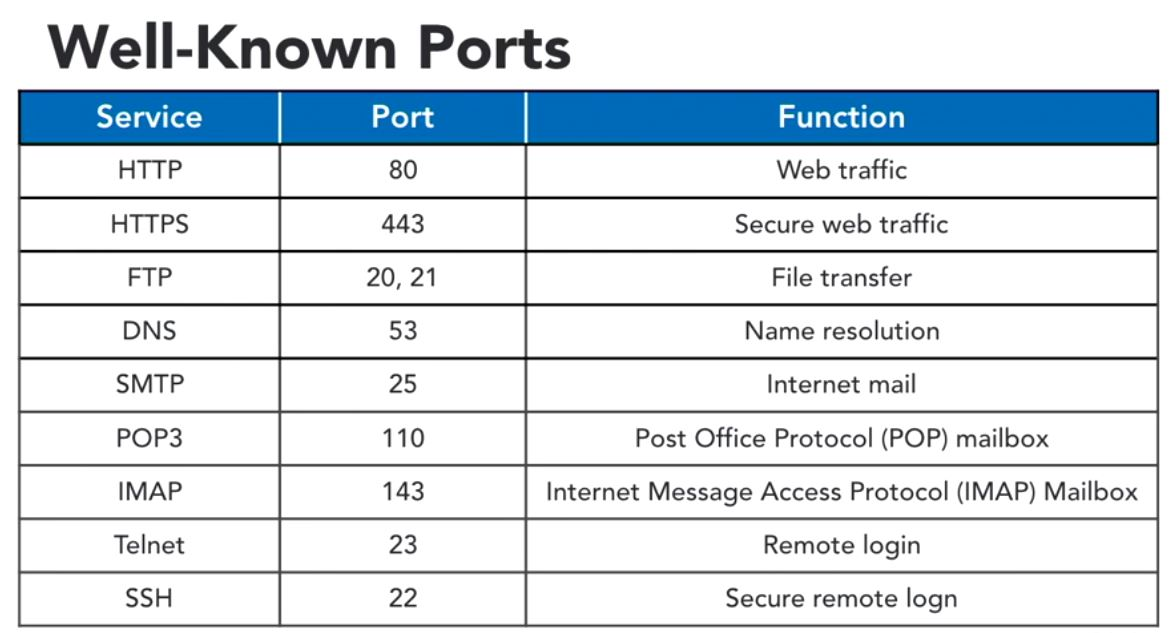 Well-Known Ports
Service Port Function
HTTP 80 Web traffic
HTTPS 443 Secure web traffic
FTP 20, 21 File transfer
DNS 53 Name resolution
SMTP 25 Internet mail
POP3 110 Post Office Protocol (POP) mailbox
IMAP 143 Internet Message Access Protocol (IMAP) Mailbox
Telnet 23 Remote login
SSH 22 Secure remote logn